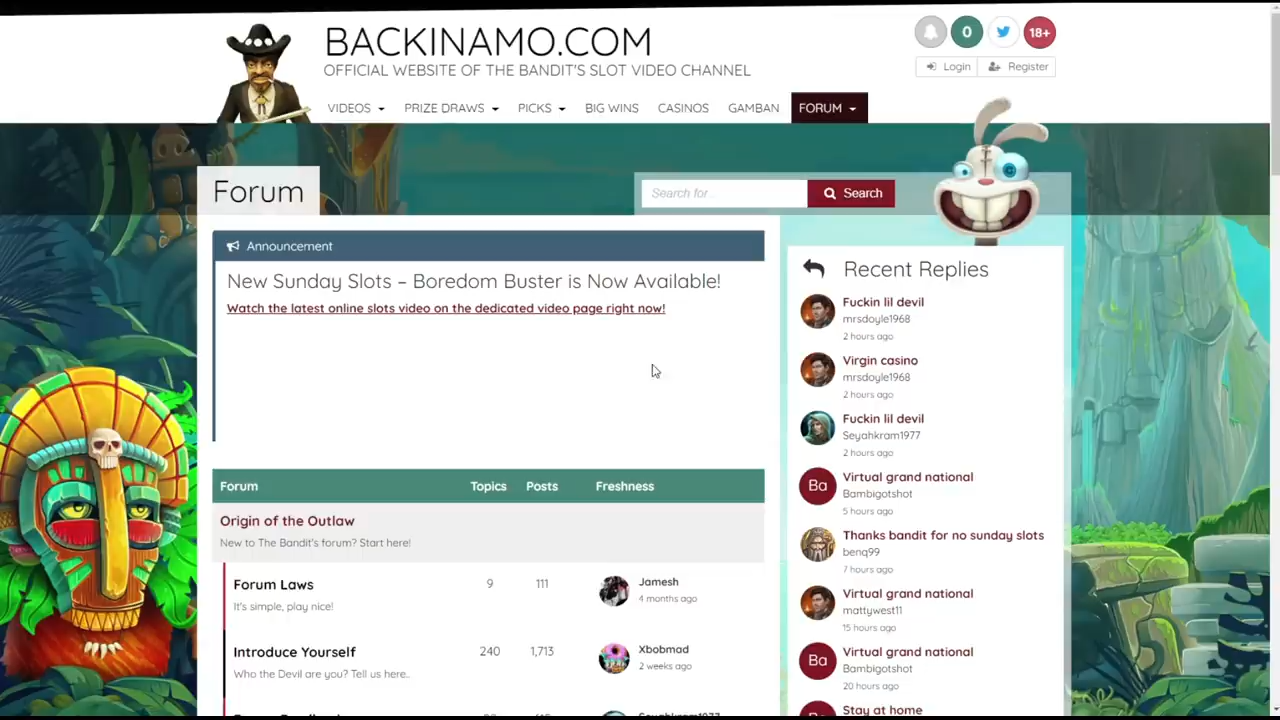 BACKINAMO.COM
OFFICIAL WEBSITE OF THE BANDIT'S SLOT VIDEO CHANNEL
0
18+
Login
Register
VIDEOS
PRIZE DRAWS
PICKS
BIG WINS
CASINOS
GAMBAN
FORUM
Forum
Search for...
Search
Announcement
New Sunday Slots – Boredom Buster is Now Available!
Watch the latest online slots video on the dedicated video page right now!
Forum Topics Posts Freshness
Origin of the Outlaw
New to The Bandit's forum? Start here!
Forum Laws
It's simple, play nice!
9
111
Jamesh
4 months ago
Introduce Yourself
Who the Devil are you? Tell us here..
240
1,713
Xbobmad
2 weeks ago
Recent Replies
Fuckin lil devil
mrsdoyle1968
2 hours ago
Virgin casino
mrsdoyle1968
2 hours ago
Fuckin lil devil
Seyahkram1977
2 hours ago
Ba
Virtual grand national
Bambigotshot
5 hours ago
Thanks bandit for no sunday slots
benq99
7 hours ago
Virtual grand national
mattywest11
15 hours ago
Ba
Virtual grand national
Bambigotshot
20 hours ago
Stay at home